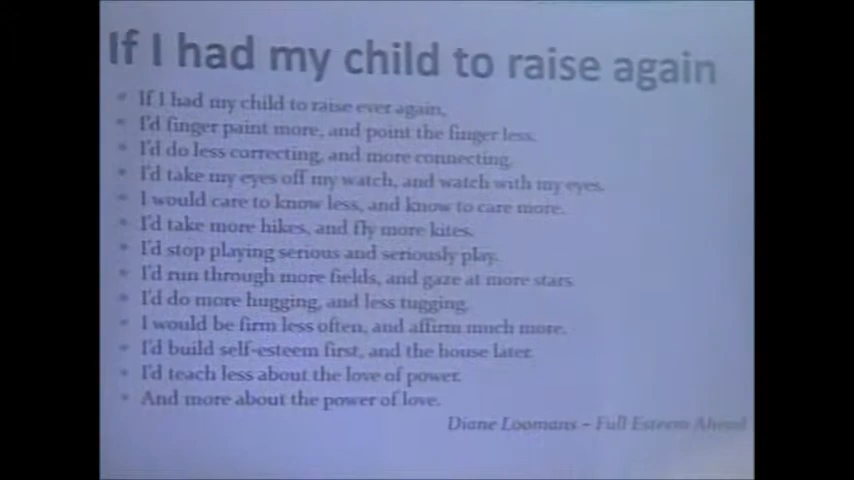 If I had my child to raise again
If I had my child to raise ever again,
I'd finger paint more, and point the finger less.
I'd do less correcting, and more connecting.
I'd take my eyes off my watch, and watch with my eyes.
I would care to know less, and know to care more.
I'd take more hikes, and fly more kites.
I'd stop playing serious and seriously play.
I'd run through more fields, and gaze at more stars.
I'd do more hugging, and less tugging.
I would be firm less often, and affirm much more.
I'd build self-esteem first, and the house later.
I'd teach less about the love of power.
And more about the power of love.
Diane Loomans – Full Esteem Ahead